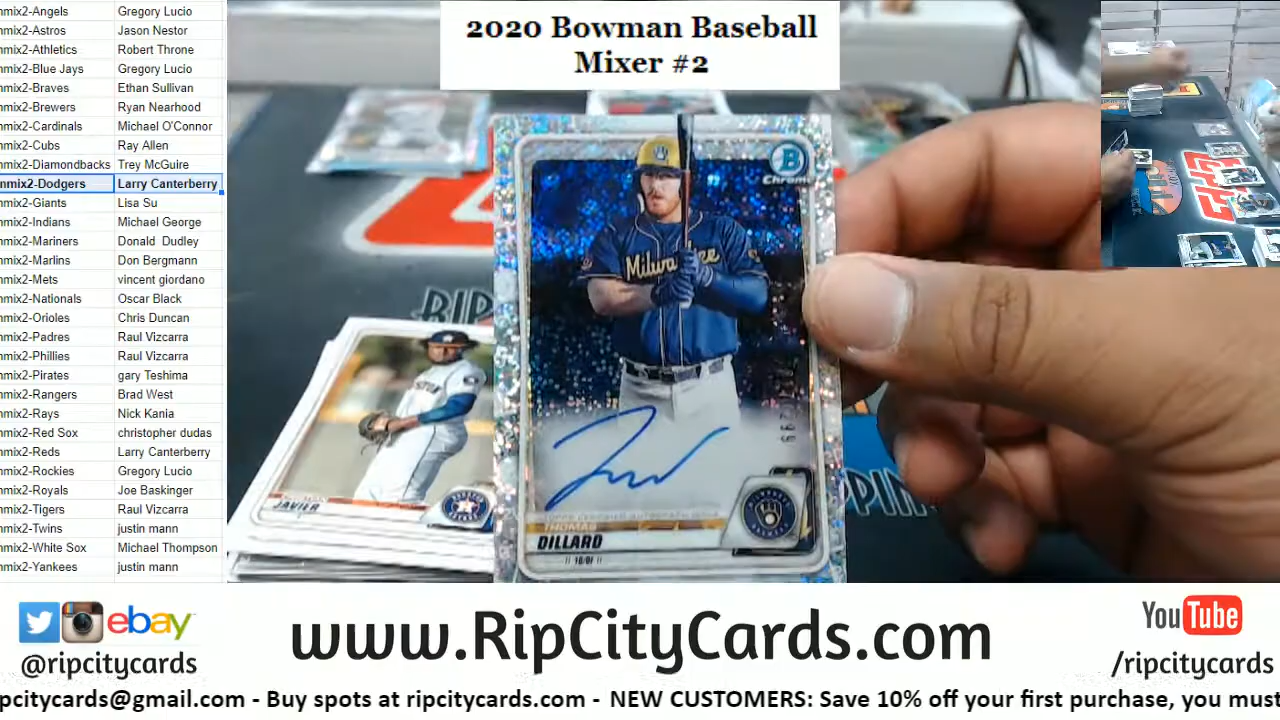 nmix2-Angels Gregory Lucio
nmix2-Astros Jason Nestor
nmix2-Athletics Robert Throne
nmix2-Blue Jays Gregory Lucio
nmix2-Braves Ethan Sullivan
nmix2-Brewers Ryan Nearhood
nmix2-Cardinals Michael O'Connor
nmix2-Cubs Ray Allen
nmix2-Diamondbacks Trey McGuire
nmix2-Dodgers Larry Canterberry
nmix2-Giants Lisa Su
nmix2-Indians Michael George
nmix2-Mariners Donald Dudley
nmix2-Marlins Don Bergmann
nmix2-Mets vincent giordano
nmix2-Nationals Oscar Black
nmix2-Orioles Chris Duncan
nmix2-Padres Raul Vizcarra
nmix2-Phillies Raul Vizcarra
nmix2-Pirates gary Teshima
nmix2-Rangers Brad West
nmix2-Rays Nick Kania
nmix2-Red Sox christopher dudas
nmix2-Reds Larry Canterberry
nmix2-Rockies Gregory Lucio
nmix2-Royals Joe Baskinger
nmix2-Tigers Raul Vizcarra
nmix2-Twins justin mann
nmix2-White Sox Michael Thompson
nmix2-Yankees justin mann
2020 Bowman Baseball
Mixer #2
B
Chrome
Milwaukee
RIP
PPIN
JAVIER
THOMAS
DILLARD
1B/OF
ebay
@ripcitycards
www.RipCityCards.com
YouTube
/ripcitycards
pcitycards@gmail.com - Buy spots at ripcitycards.com - NEW CUSTOMERS: Save 10% off your first purchase, you must